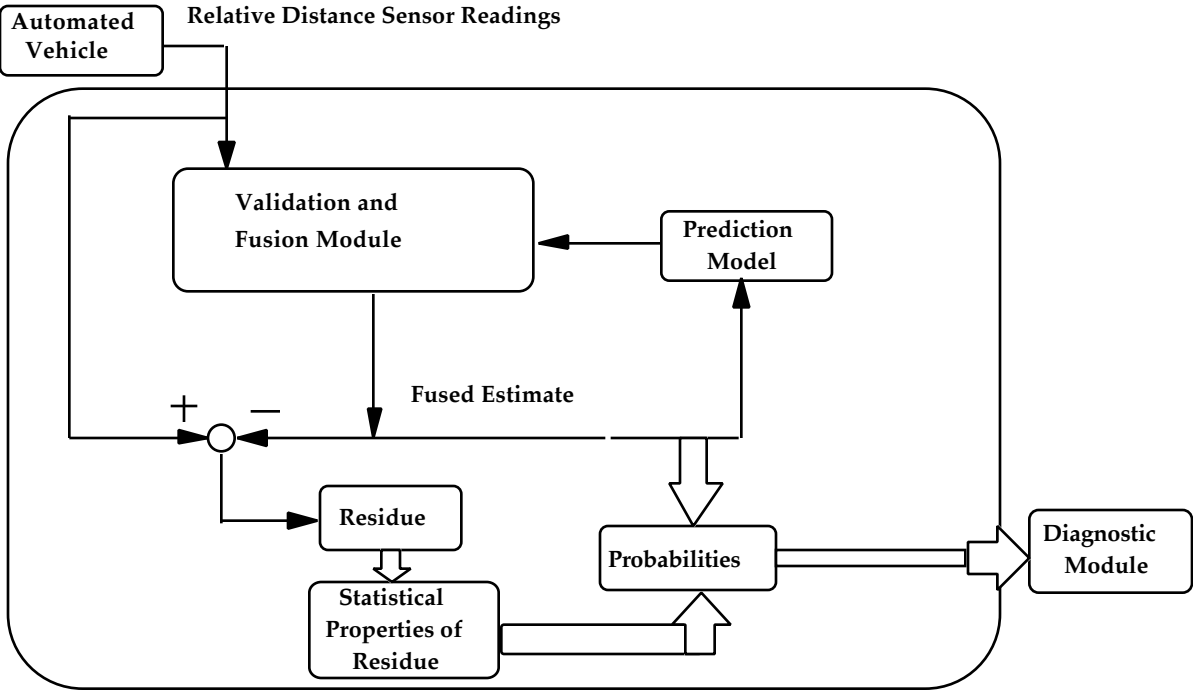 Relative Distance Sensor Readings
Automated
Vehicle
Validation and
Fusion Module
Prediction
Model
Fused Estimate
+
—
Residue
Probabilities
Diagnostic
Module
Statistical
Properties of
Residue